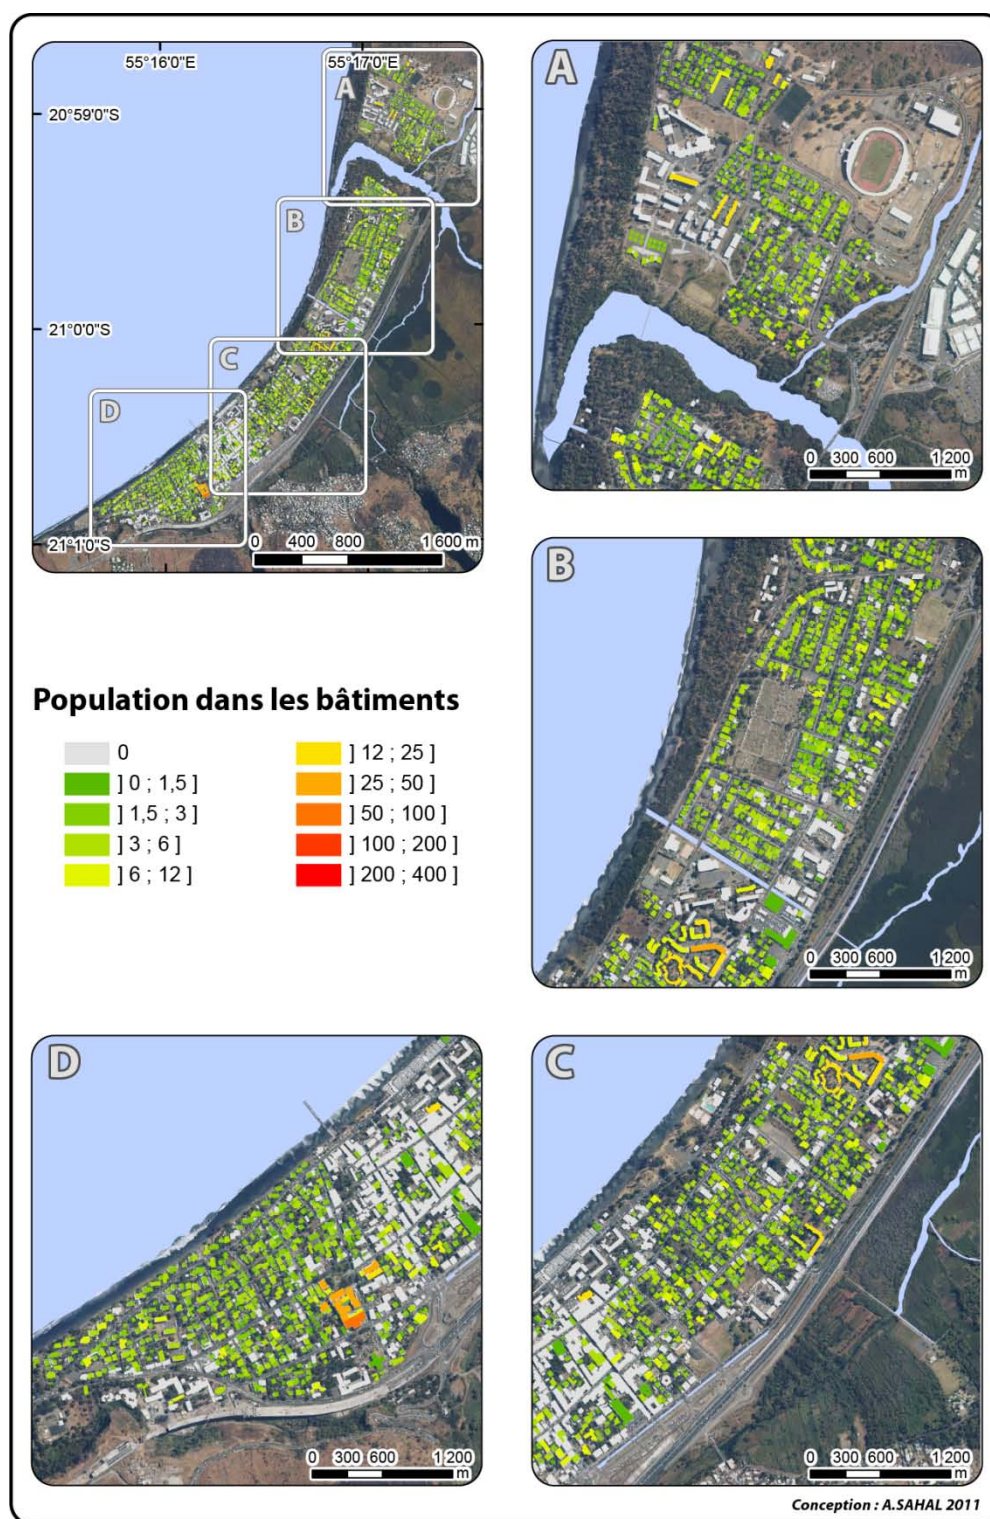 55°16'0"E
55°17'0"E
20°59'0"S
21°0'0"S
21°1'0"S
A
B
C
D
0 400 800 1 600 m
A
0 300 600 1 200
m
B
0 300 600 1 200
m
Population dans les bâtiments
0
] 0 ; 1,5 ]
] 1,5 ; 3 ]
] 3 ; 6 ]
] 6 ; 12 ]
] 12 ; 25 ]
] 25 ; 50 ]
] 50 ; 100 ]
] 100 ; 200 ]
] 200 ; 400 ]
D
0 300 600 1 200
m
C
0 300 600 1 200
m
Conception : A.SAHAL 2011